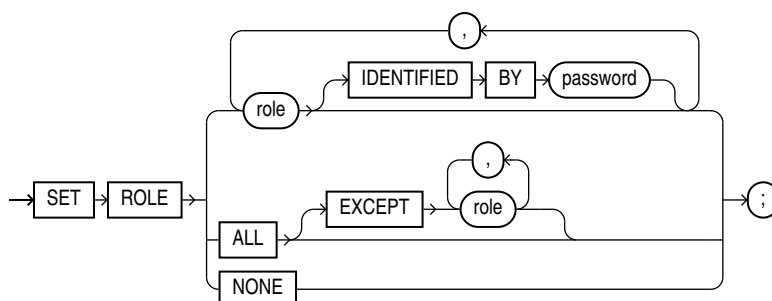 ,
IDENTIFIED BY password
role
,
SET ROLE EXCEPT role ;
ALL
NONE